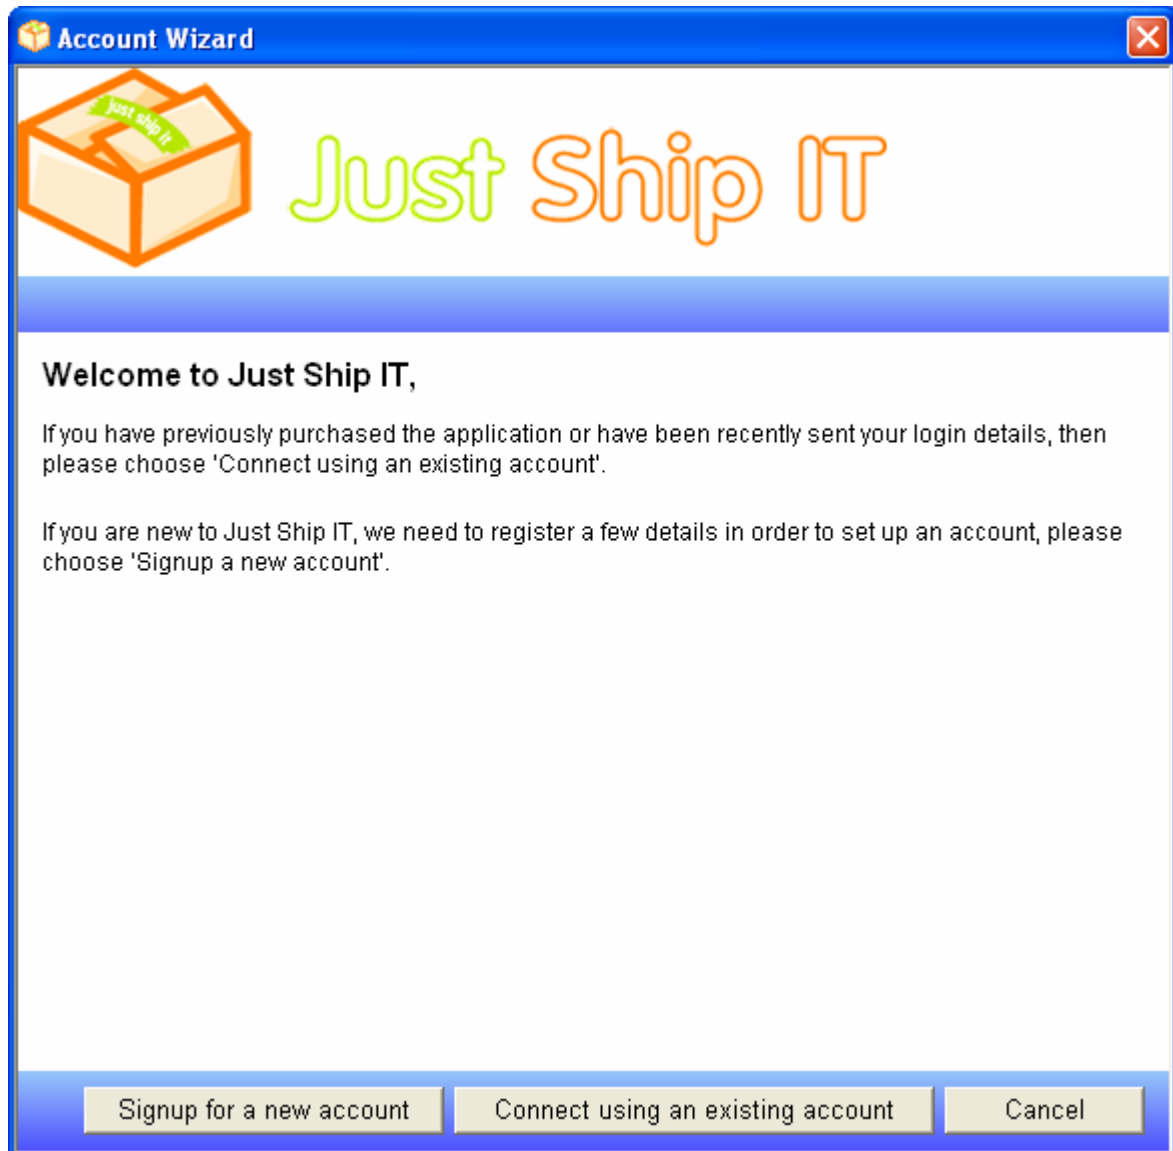 Account Wizard
just ship it
Just Ship IT
Welcome to Just Ship IT,
If you have previously purchased the application or have been recently sent your login details, then
please choose 'Connect using an existing account'.
If you are new to Just Ship IT, we need to register a few details in order to set up an account, please
choose 'Signup a new account'.
Signup for a new account
Connect using an existing account
Cancel